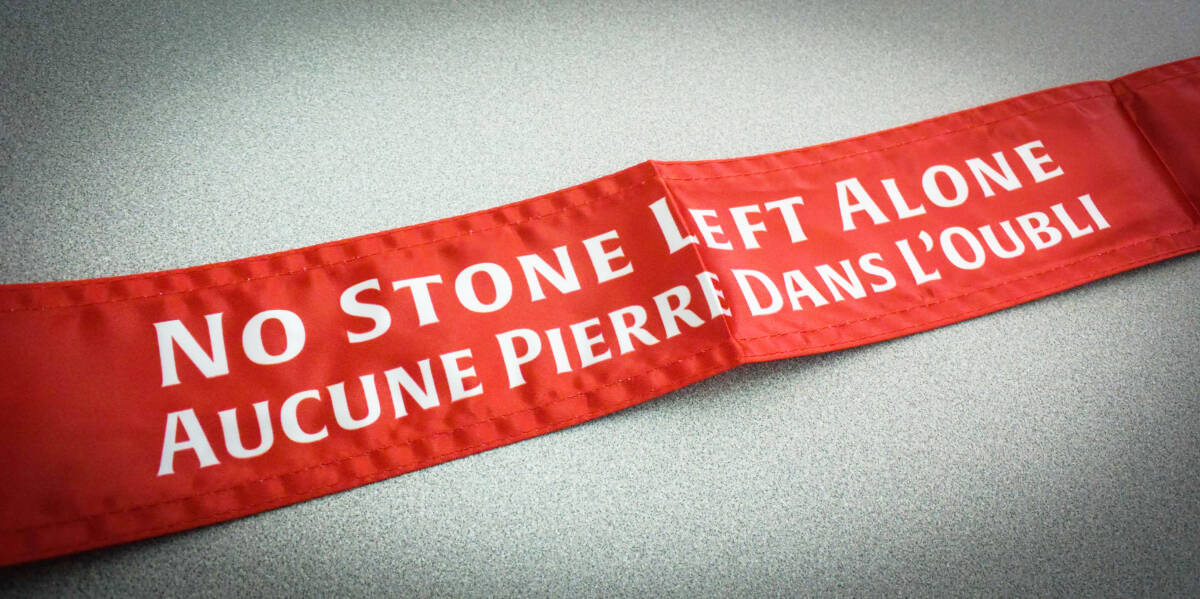 No Stone Left Alone
Aucune Pierre Dans L'Oubli